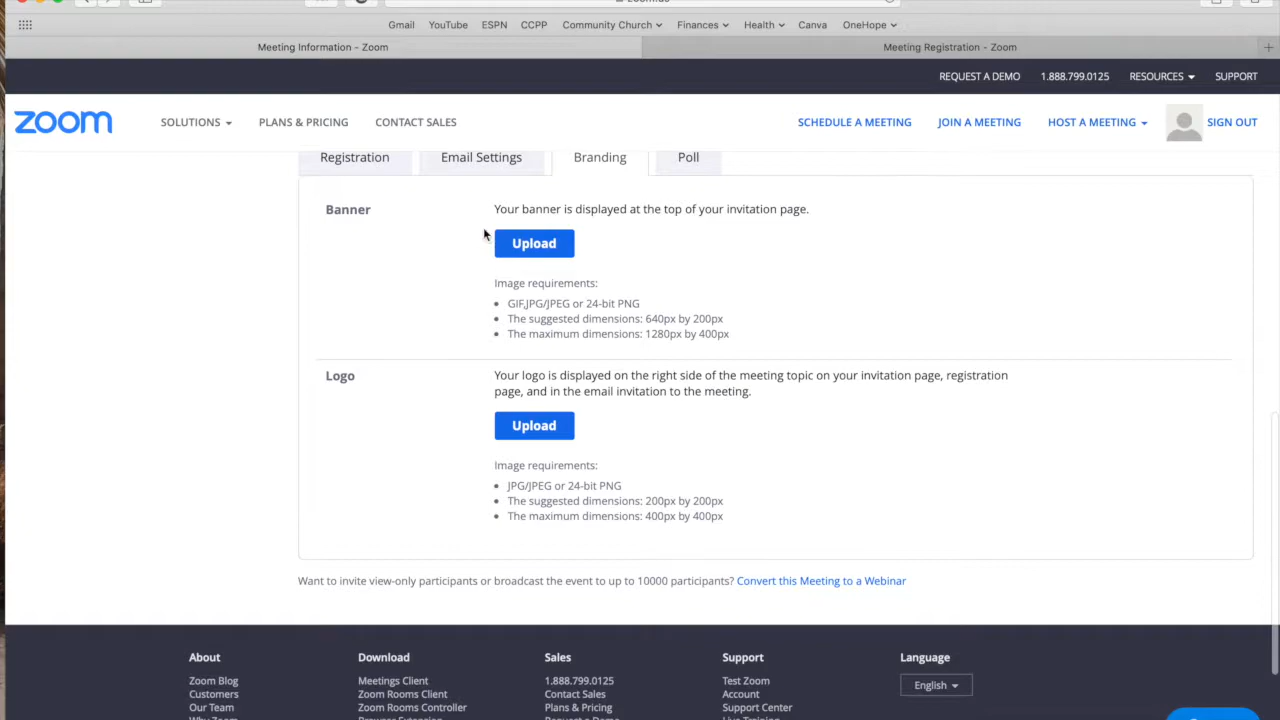 Gmail YouTube ESPN CCPP Community Church Finances Health Canva OneHope
Meeting Information - Zoom Meeting Registration - Zoom
REQUEST A DEMO 1.888.799.0125 RESOURCES SUPPORT
zoom SOLUTIONS PLANS & PRICING CONTACT SALES SCHEDULE A MEETING JOIN A MEETING HOST A MEETING SIGN OUT
Registration Email Settings Branding Poll
Banner Your banner is displayed at the top of your invitation page.
Upload
Image requirements:
GIF,JPG/JPEG or 24-bit PNG
The suggested dimensions: 640px by 200px
The maximum dimensions: 1280px by 400px
Logo Your logo is displayed on the right side of the meeting topic on your invitation page, registration
page, and in the email invitation to the meeting.
Upload
Image requirements:
JPG/JPEG or 24-bit PNG
The suggested dimensions: 200px by 200px
The maximum dimensions: 400px by 400px
Want to invite view-only participants or broadcast the event to up to 10000 participants? Convert this Meeting to a Webinar
About Download Sales Support Language
Zoom Blog Meetings Client 1.888.799.0125 Test Zoom English
Customers Zoom Rooms Client Contact Sales Account
Our Team Zoom Rooms Controller Plans & Pricing Support Center